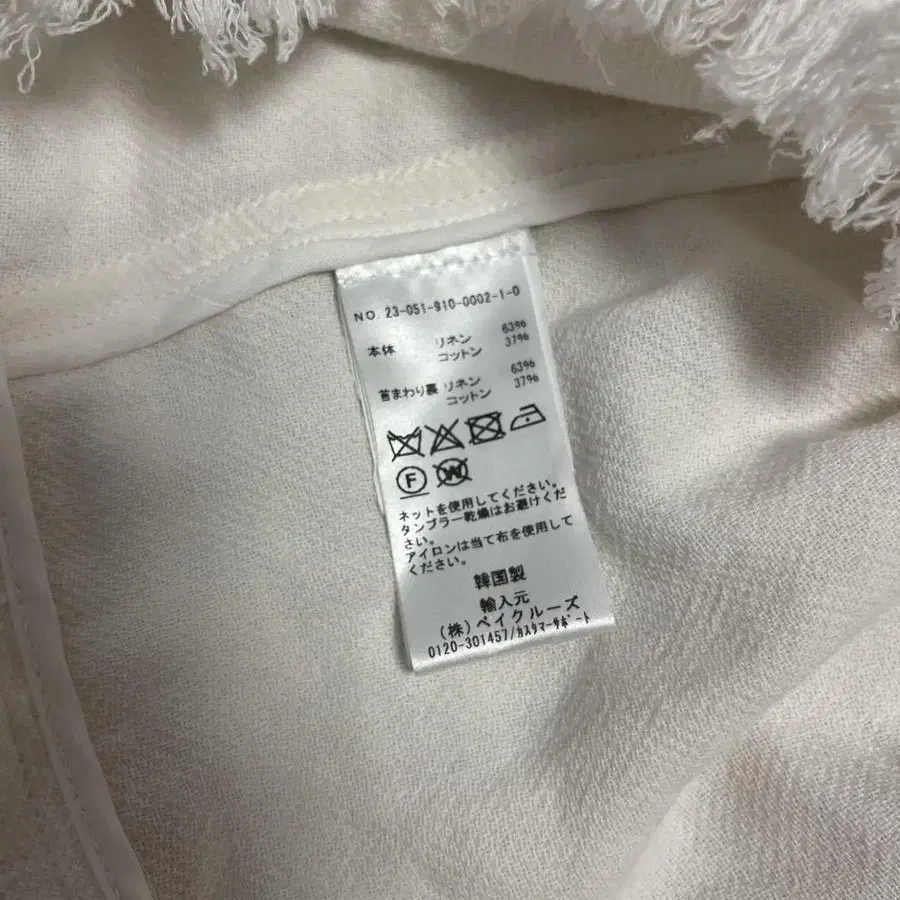 NO. 23-051-910-0002-1-0
本体 リネン 63%
コットン 37%
首まわり裏 リネン 63%
コットン 37%
F W
ネットを使用してください。
タンブラー乾燥はお避けくだ
さい。
アイロンは当て布を使用して
ください。
韓国製
輸入元
(株)ベイクルーズ
0120-301457/カスタマーサポート